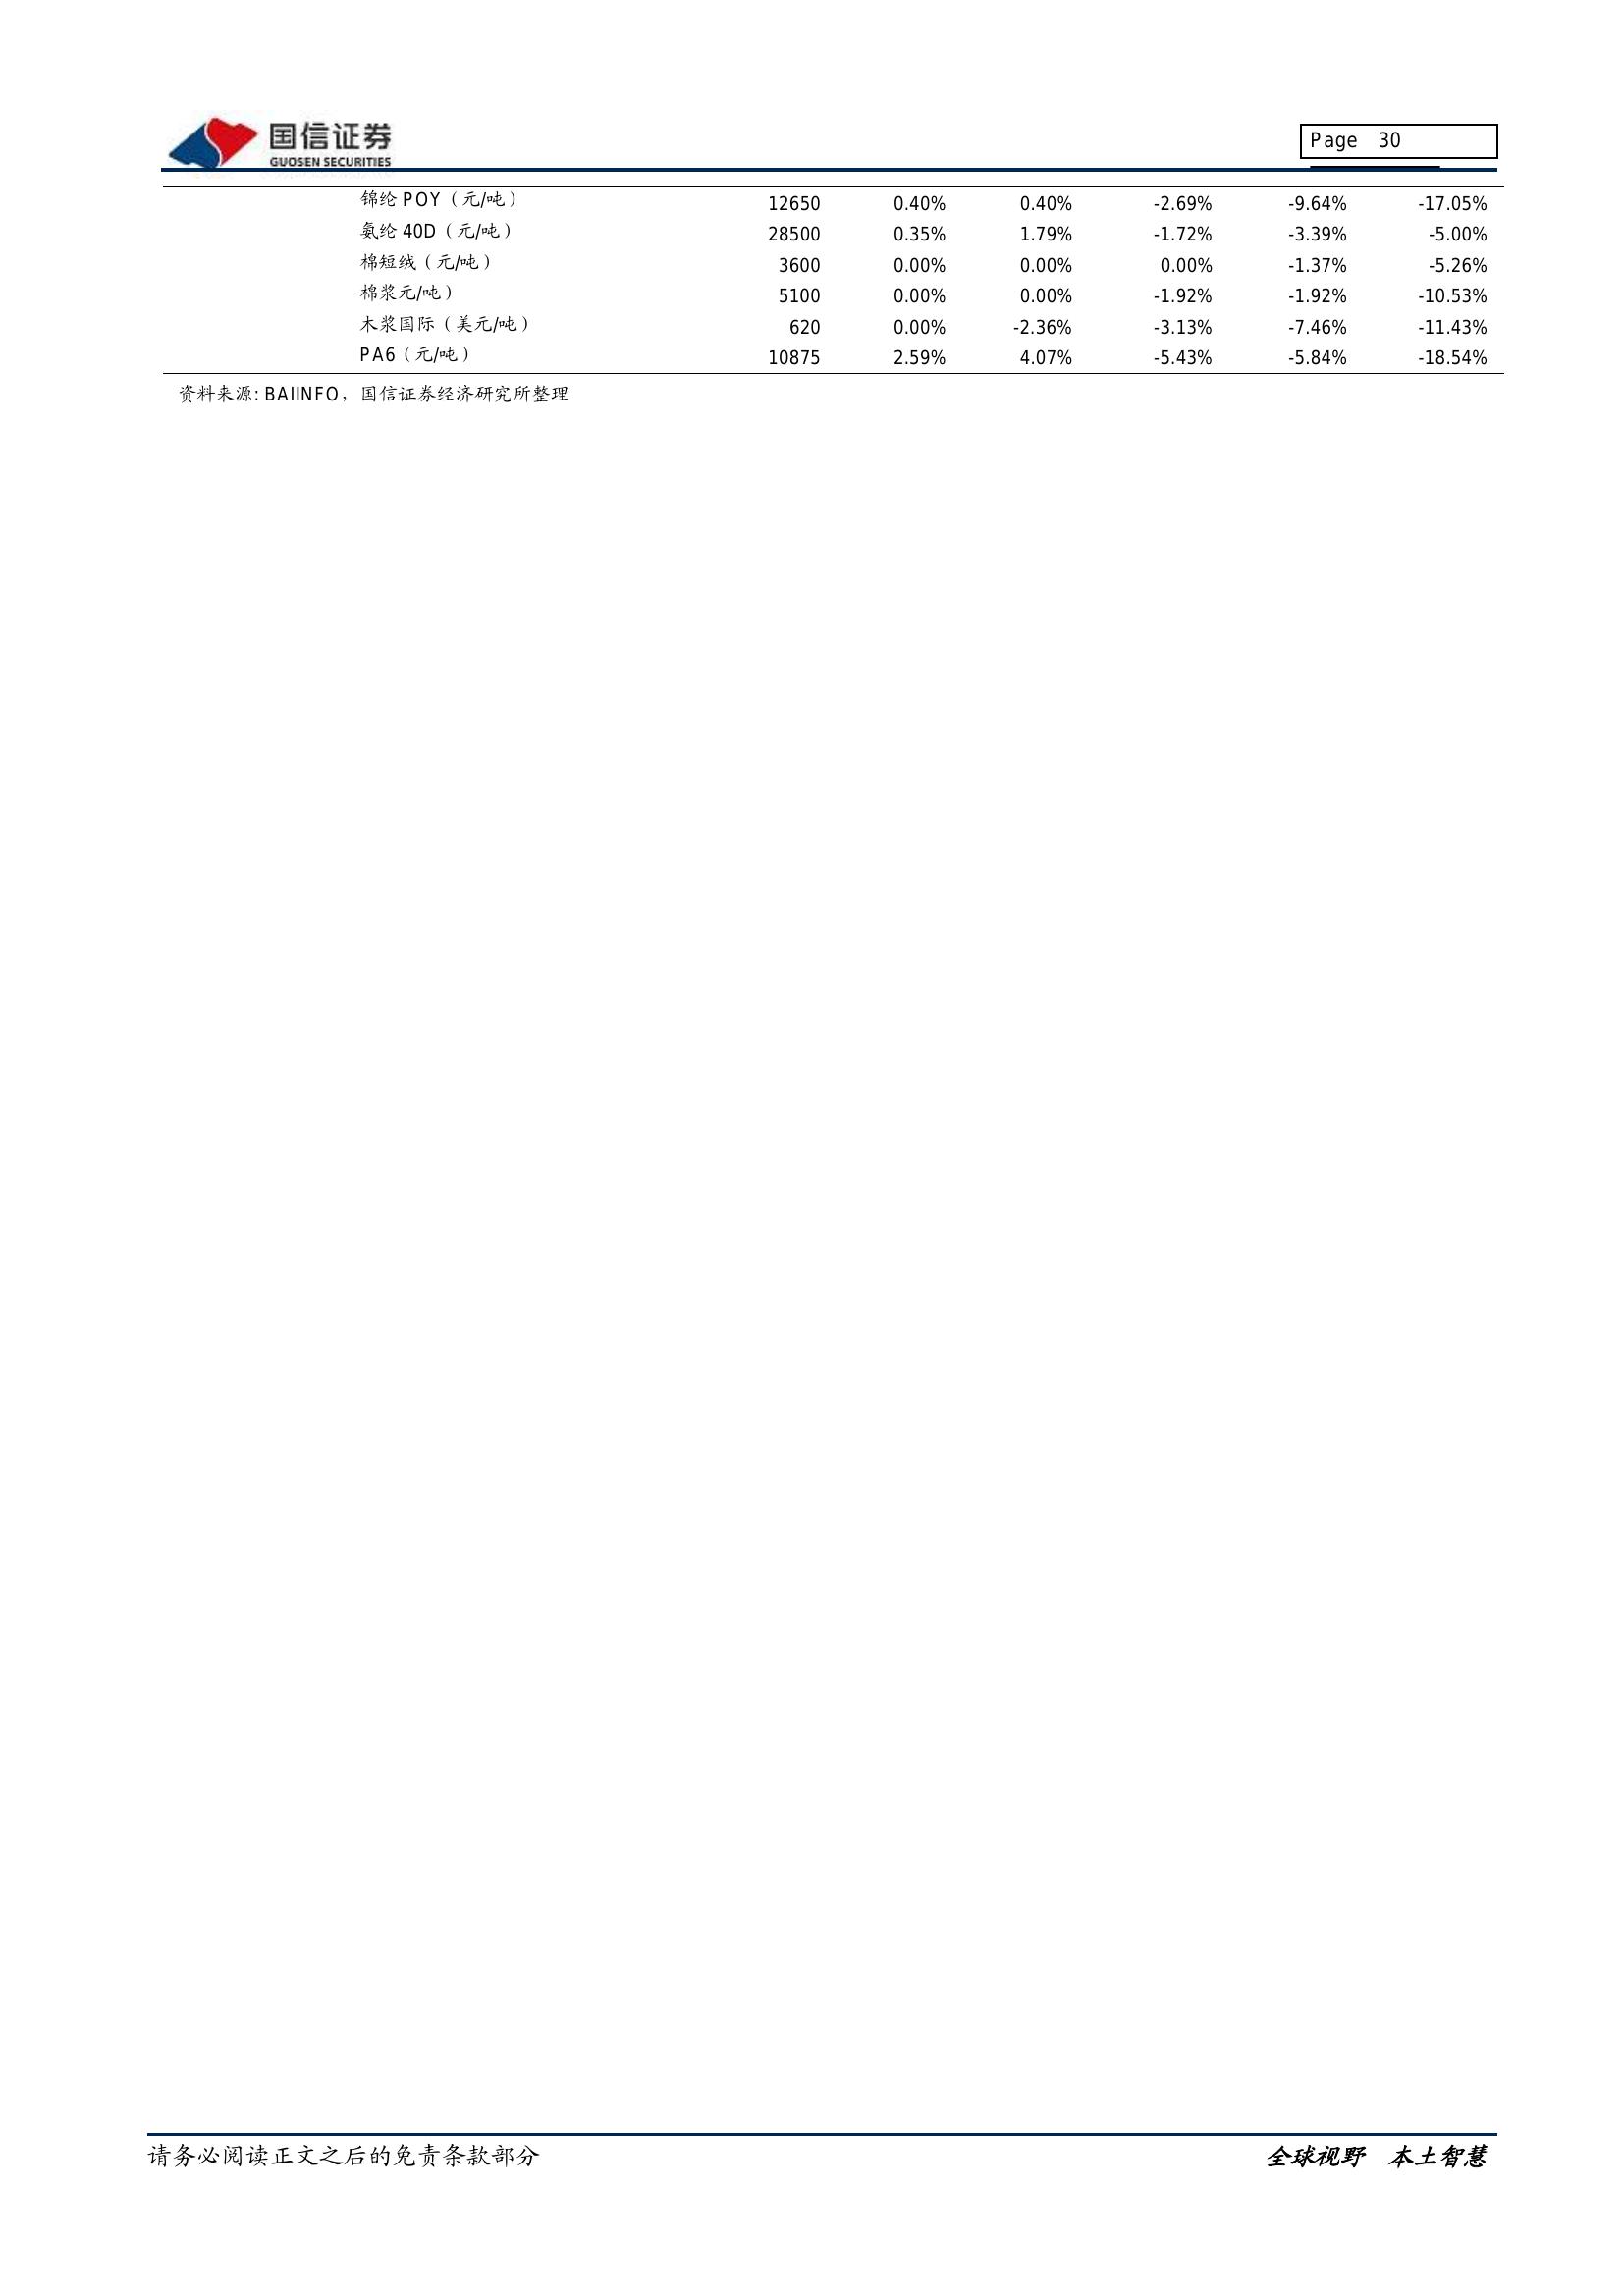 国信证券
GUOSEN SECURITIES
Page 30
锦纶 POY（元/吨） 12650 0.40% 0.40% -2.69% -9.64% -17.05%
氨纶 40D（元/吨） 28500 0.35% 1.79% -1.72% -3.39% -5.00%
棉短绒（元/吨） 3600 0.00% 0.00% 0.00% -1.37% -5.26%
棉浆元/吨） 5100 0.00% 0.00% -1.92% -1.92% -10.53%
木浆国际（美元/吨） 620 0.00% -2.36% -3.13% -7.46% -11.43%
PA6（元/吨） 10875 2.59% 4.07% -5.43% -5.84% -18.54%
资料来源: BAIINFO，国信证券经济研究所整理
请务必阅读正文之后的免责条款部分
全球视野 本土智慧